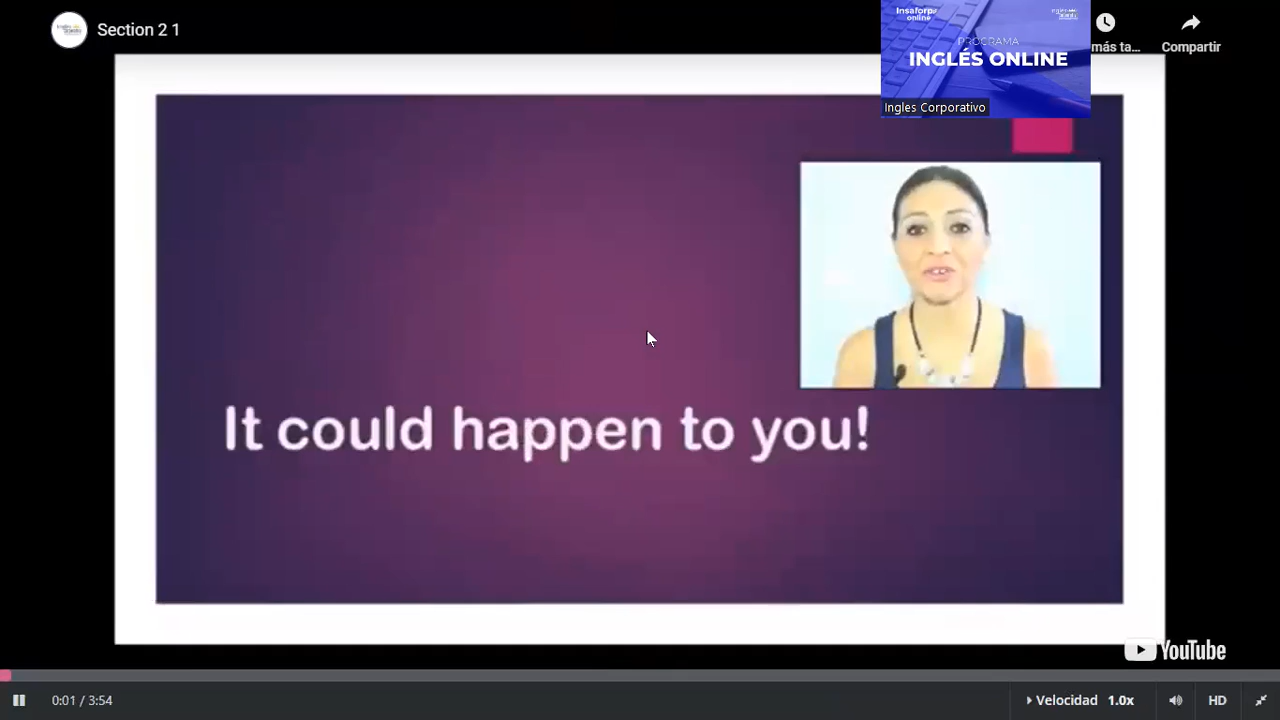 Section 2 1
Insaforp
online
PROGRAMA
INGLÉS ONLINE
Ingles Corporativo
más ta...
Compartir
It could happen to you!
YouTube
0:01 / 3:54
Velocidad 1.0x
HD